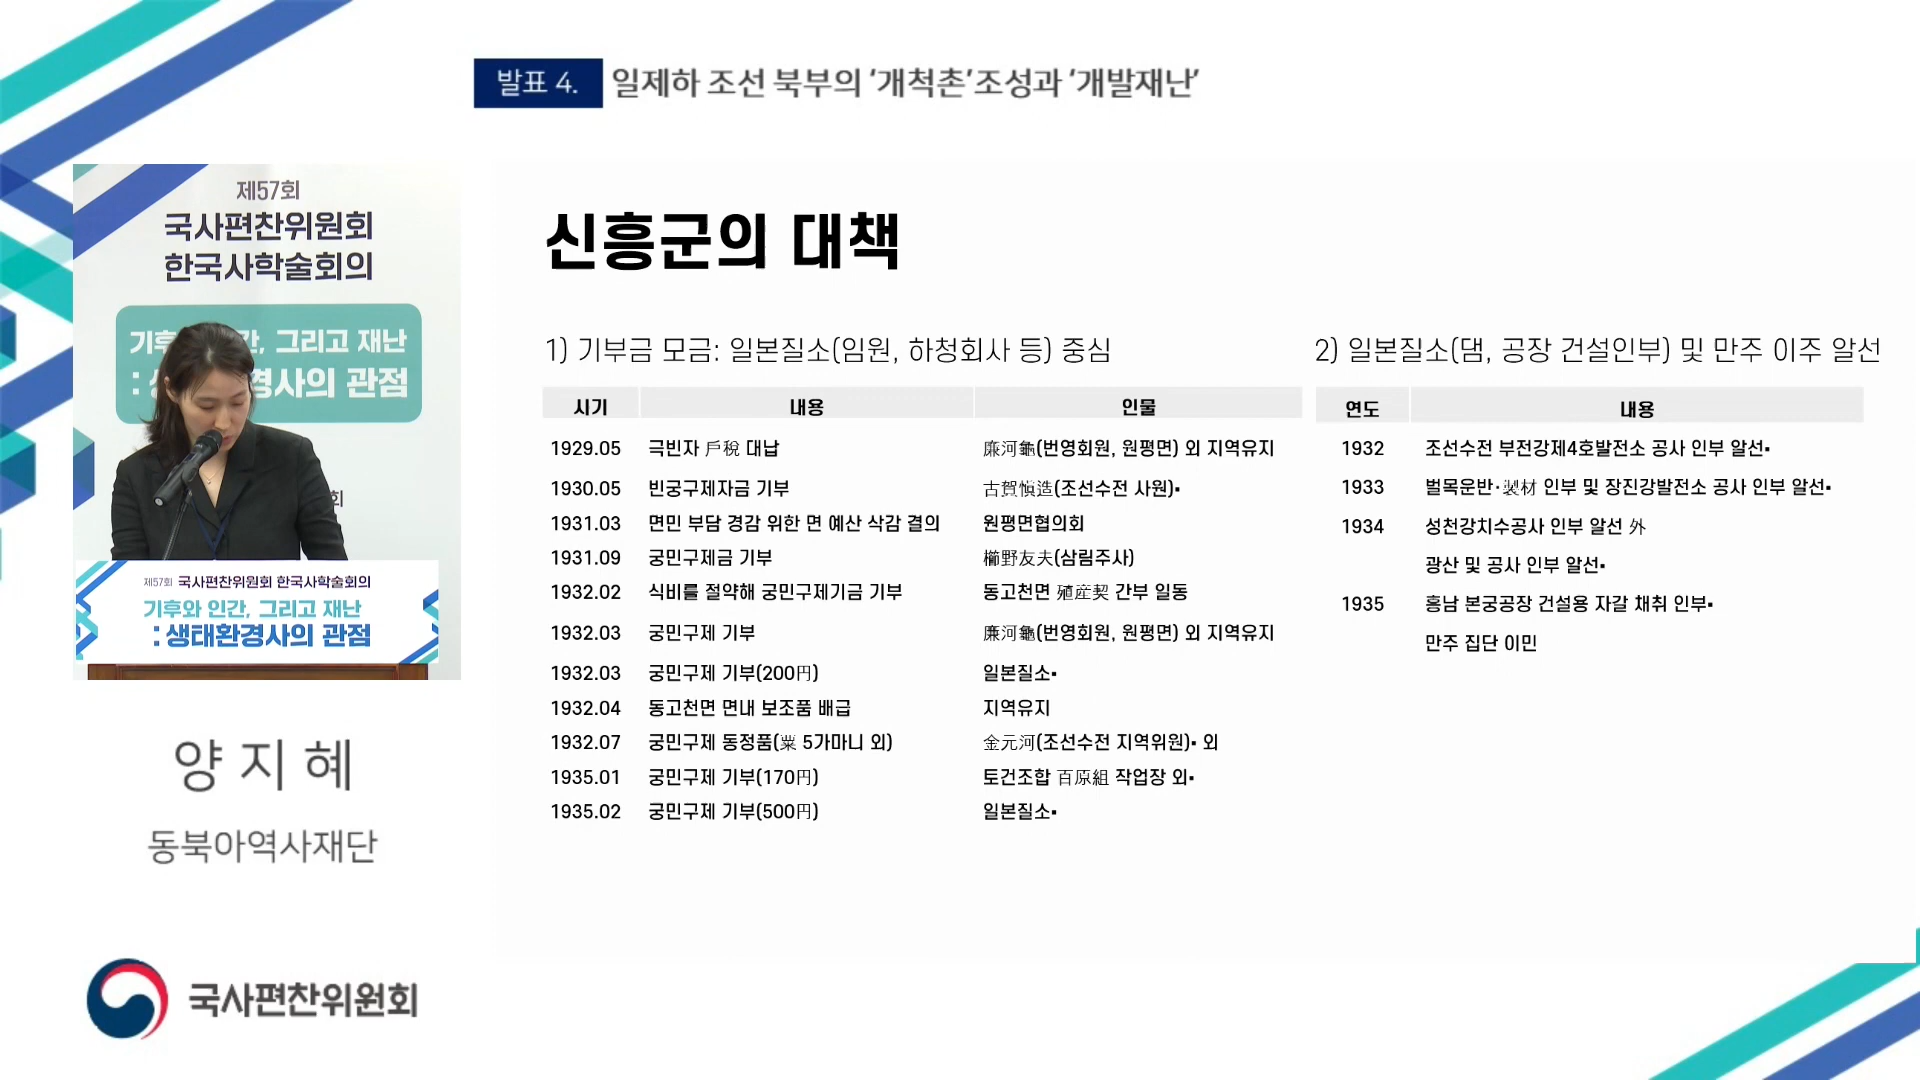 발표 4. 일제하 조선 북부의 ‘개척촌’조성과 ‘개발재난’
제57회
국사편찬위원회
한국사학술회의
기후 간, 그리고 재난
: 생 경사의 관점
회
제57회 국사편찬위원회 한국사학술회의
기후와 인간, 그리고 재난
: 생태환경사의 관점
양 지 혜
동북아역사재단
국사편찬위원회
신흥군의 대책
1) 기부금 모금: 일본질소(임원, 하청회사 등) 중심
시기 내용 인물
1929.05 극빈자 戶稅 대납 廉河龜(번영회원, 원평면) 외 지역유지
1930.05 빈궁구제자금 기부 古賀愼造(조선수전 사원)▪
1931.03 면민 부담 경감 위한 면 예산 삭감 결의 원평면협의회
1931.09 궁민구제금 기부 櫛野友夫(삼림주사)
1932.02 식비를 절약해 궁민구제기금 기부 동고천면 殖産契 간부 일동
1932.03 궁민구제 기부 廉河龜(번영회원, 원평면) 외 지역유지
1932.03 궁민구제 기부(200円) 일본질소▪
1932.04 동고천면 면내 보조품 배급 지역유지
1932.07 궁민구제 동정품(粟 5가마니 외) 金元河(조선수전 지역위원)▪ 외
1935.01 궁민구제 기부(170円) 토건조합 百原組 작업장 외▪
1935.02 궁민구제 기부(500円) 일본질소▪
2) 일본질소(댐, 공장 건설인부) 및 만주 이주 알선
연도 내용
1932 조선수전 부전강제4호발전소 공사 인부 알선▪
1933 벌목운반·製材 인부 및 장진강발전소 공사 인부 알선▪
1934 성천강치수공사 인부 알선 外
광산 및 공사 인부 알선▪
1935 흥남 본궁공장 건설용 자갈 채취 인부▪
만주 집단 이민